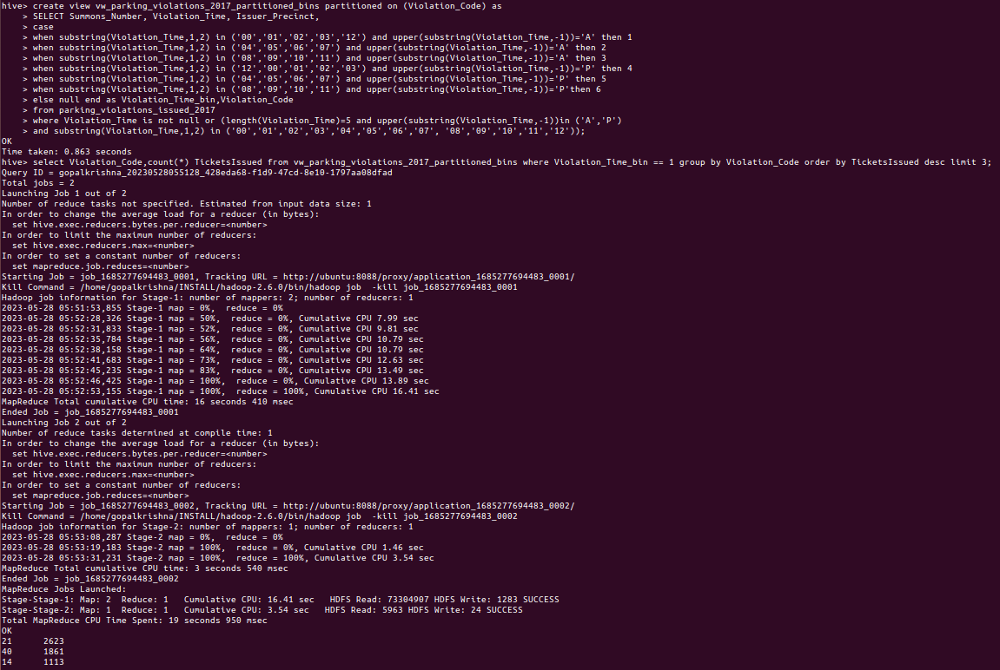 hive> create view vw_parking_violations_2017_partitioned_bins partitioned on (Violation_Code) as
    > SELECT Summons_Number, Violation_Time, Issuer_Precinct,
    > case
    > when substring(Violation_Time,1,2) in ('00','01','02','03','12') and upper(substring(Violation_Time,-1))='A' then 1
    > when substring(Violation_Time,1,2) in ('04','05','06','07') and upper(substring(Violation_Time,-1))='A' then 2
    > when substring(Violation_Time,1,2) in ('08','09','10','11') and upper(substring(Violation_Time,-1))='A' then 3
    > when substring(Violation_Time,1,2) in ('12','00','01','02','03') and upper(substring(Violation_Time,-1))='P' then 4
    > when substring(Violation_Time,1,2) in ('04','05','06','07') and upper(substring(Violation_Time,-1))='P' then 5
    > when substring(Violation_Time,1,2) in ('08','09','10','11') and upper(substring(Violation_Time,-1))='P'then 6
    > else null end as Violation_Time_bin,Violation_Code
    > from parking_violations_issued_2017
    > where Violation_Time is not null or (length(Violation_Time)=5 and upper(substring(Violation_Time,-1))in ('A','P')
    > and substring(Violation_Time,1,2) in ('00','01','02','03','04','05','06','07', '08','09','10','11','12'));
OK
Time taken: 0.863 seconds
hive> select Violation_Code,count(*) TicketsIssued from vw_parking_violations_2017_partitioned_bins where Violation_Time_bin == 1 group by Violation_Code order by TicketsIssued desc limit 3;
Query ID = gopalkrishna_20230528055128_428eda68-f1d9-47cd-8e10-1797aa08dfad
Total jobs = 2
Launching Job 1 out of 2
Number of reduce tasks not specified. Estimated from input data size: 1
In order to change the average load for a reducer (in bytes):
  set hive.exec.reducers.bytes.per.reducer=<number>
In order to limit the maximum number of reducers:
  set hive.exec.reducers.max=<number>
In order to set a constant number of reducers:
  set mapreduce.job.reduces=<number>
Starting Job = job_1685277694483_0001, Tracking URL = http://ubuntu:8088/proxy/application_1685277694483_0001/
Kill Command = /home/gopalkrishna/INSTALL/hadoop-2.6.0/bin/hadoop job  -kill job_1685277694483_0001
Hadoop job information for Stage-1: number of mappers: 2; number of reducers: 1
2023-05-28 05:51:53,855 Stage-1 map = 0%,  reduce = 0%
2023-05-28 05:52:28,326 Stage-1 map = 50%,  reduce = 0%, Cumulative CPU 7.99 sec
2023-05-28 05:52:31,833 Stage-1 map = 52%,  reduce = 0%, Cumulative CPU 9.81 sec
2023-05-28 05:52:35,784 Stage-1 map = 56%,  reduce = 0%, Cumulative CPU 10.79 sec
2023-05-28 05:52:38,158 Stage-1 map = 64%,  reduce = 0%, Cumulative CPU 10.79 sec
2023-05-28 05:52:41,683 Stage-1 map = 73%,  reduce = 0%, Cumulative CPU 12.63 sec
2023-05-28 05:52:45,235 Stage-1 map = 83%,  reduce = 0%, Cumulative CPU 13.49 sec
2023-05-28 05:52:46,425 Stage-1 map = 100%,  reduce = 0%, Cumulative CPU 13.89 sec
2023-05-28 05:52:53,155 Stage-1 map = 100%,  reduce = 100%, Cumulative CPU 16.41 sec
MapReduce Total cumulative CPU time: 16 seconds 410 msec
Ended Job = job_1685277694483_0001
Launching Job 2 out of 2
Number of reduce tasks determined at compile time: 1
In order to change the average load for a reducer (in bytes):
  set hive.exec.reducers.bytes.per.reducer=<number>
In order to limit the maximum number of reducers:
  set hive.exec.reducers.max=<number>
In order to set a constant number of reducers:
  set mapreduce.job.reduces=<number>
Starting Job = job_1685277694483_0002, Tracking URL = http://ubuntu:8088/proxy/application_1685277694483_0002/
Kill Command = /home/gopalkrishna/INSTALL/hadoop-2.6.0/bin/hadoop job  -kill job_1685277694483_0002
Hadoop job information for Stage-2: number of mappers: 1; number of reducers: 1
2023-05-28 05:53:08,287 Stage-2 map = 0%,  reduce = 0%
2023-05-28 05:53:19,183 Stage-2 map = 100%,  reduce = 0%, Cumulative CPU 1.46 sec
2023-05-28 05:53:31,231 Stage-2 map = 100%,  reduce = 100%, Cumulative CPU 3.54 sec
MapReduce Total cumulative CPU time: 3 seconds 540 msec
Ended Job = job_1685277694483_0002
MapReduce Jobs Launched:
Stage-Stage-1: Map: 2  Reduce: 1   Cumulative CPU: 16.41 sec   HDFS Read: 73304907 HDFS Write: 1283 SUCCESS
Stage-Stage-2: Map: 1  Reduce: 1   Cumulative CPU: 3.54 sec   HDFS Read: 5963 HDFS Write: 24 SUCCESS
Total MapReduce CPU Time Spent: 19 seconds 950 msec
OK
21      2623
40      1861
14      1113